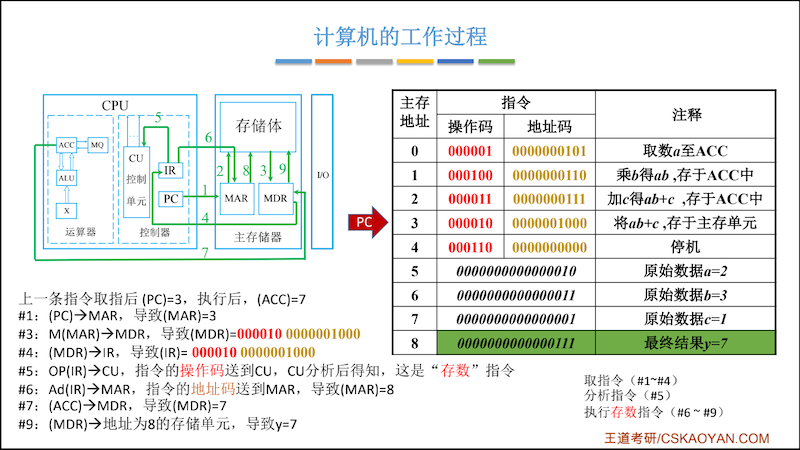 计算机的工作过程
CPU
5
ACC
MQ
ALU
X
运算器
CU
控制
单元
IR
PC
控制器
6
1
4
7
存储体
2
8
3
9
MAR
MDR
主存储器
I/O
PC
主存地址 指令 注释
操作码 地址码
0 000001 0000000101 取数a至ACC
1 000100 0000000110 乘b得ab ,存于ACC中
2 000011 0000000111 加c得ab+c ,存于ACC中
3 000010 0000001000 将ab+c ,存于主存单元
4 000110 0000000000 停机
5 0000000000000010 原始数据a=2
6 0000000000000011 原始数据b=3
7 0000000000000001 原始数据c=1
8 0000000000000111 最终结果y=7
上一条指令取指后 (PC)=3，执行后，(ACC)=7
#1：(PC)→MAR，导致(MAR)=3
#3：M(MAR)→MDR，导致(MDR)=000010 0000001000
#4：(MDR)→IR，导致(IR)= 000010 0000001000
#5：OP(IR)→CU，指令的操作码送到CU，CU分析后得知，这是“存数”指令
#6：Ad(IR)→MAR，指令的地址码送到MAR，导致(MAR)=8
#7：(ACC)→MDR，导致(MDR)=7
#9：(MDR)→地址为8的存储单元，导致y=7
取指令（#1~#4）
分析指令（#5）
执行存数指令（#6 ~ #9）
王道考研/CSKAOYAN.COM